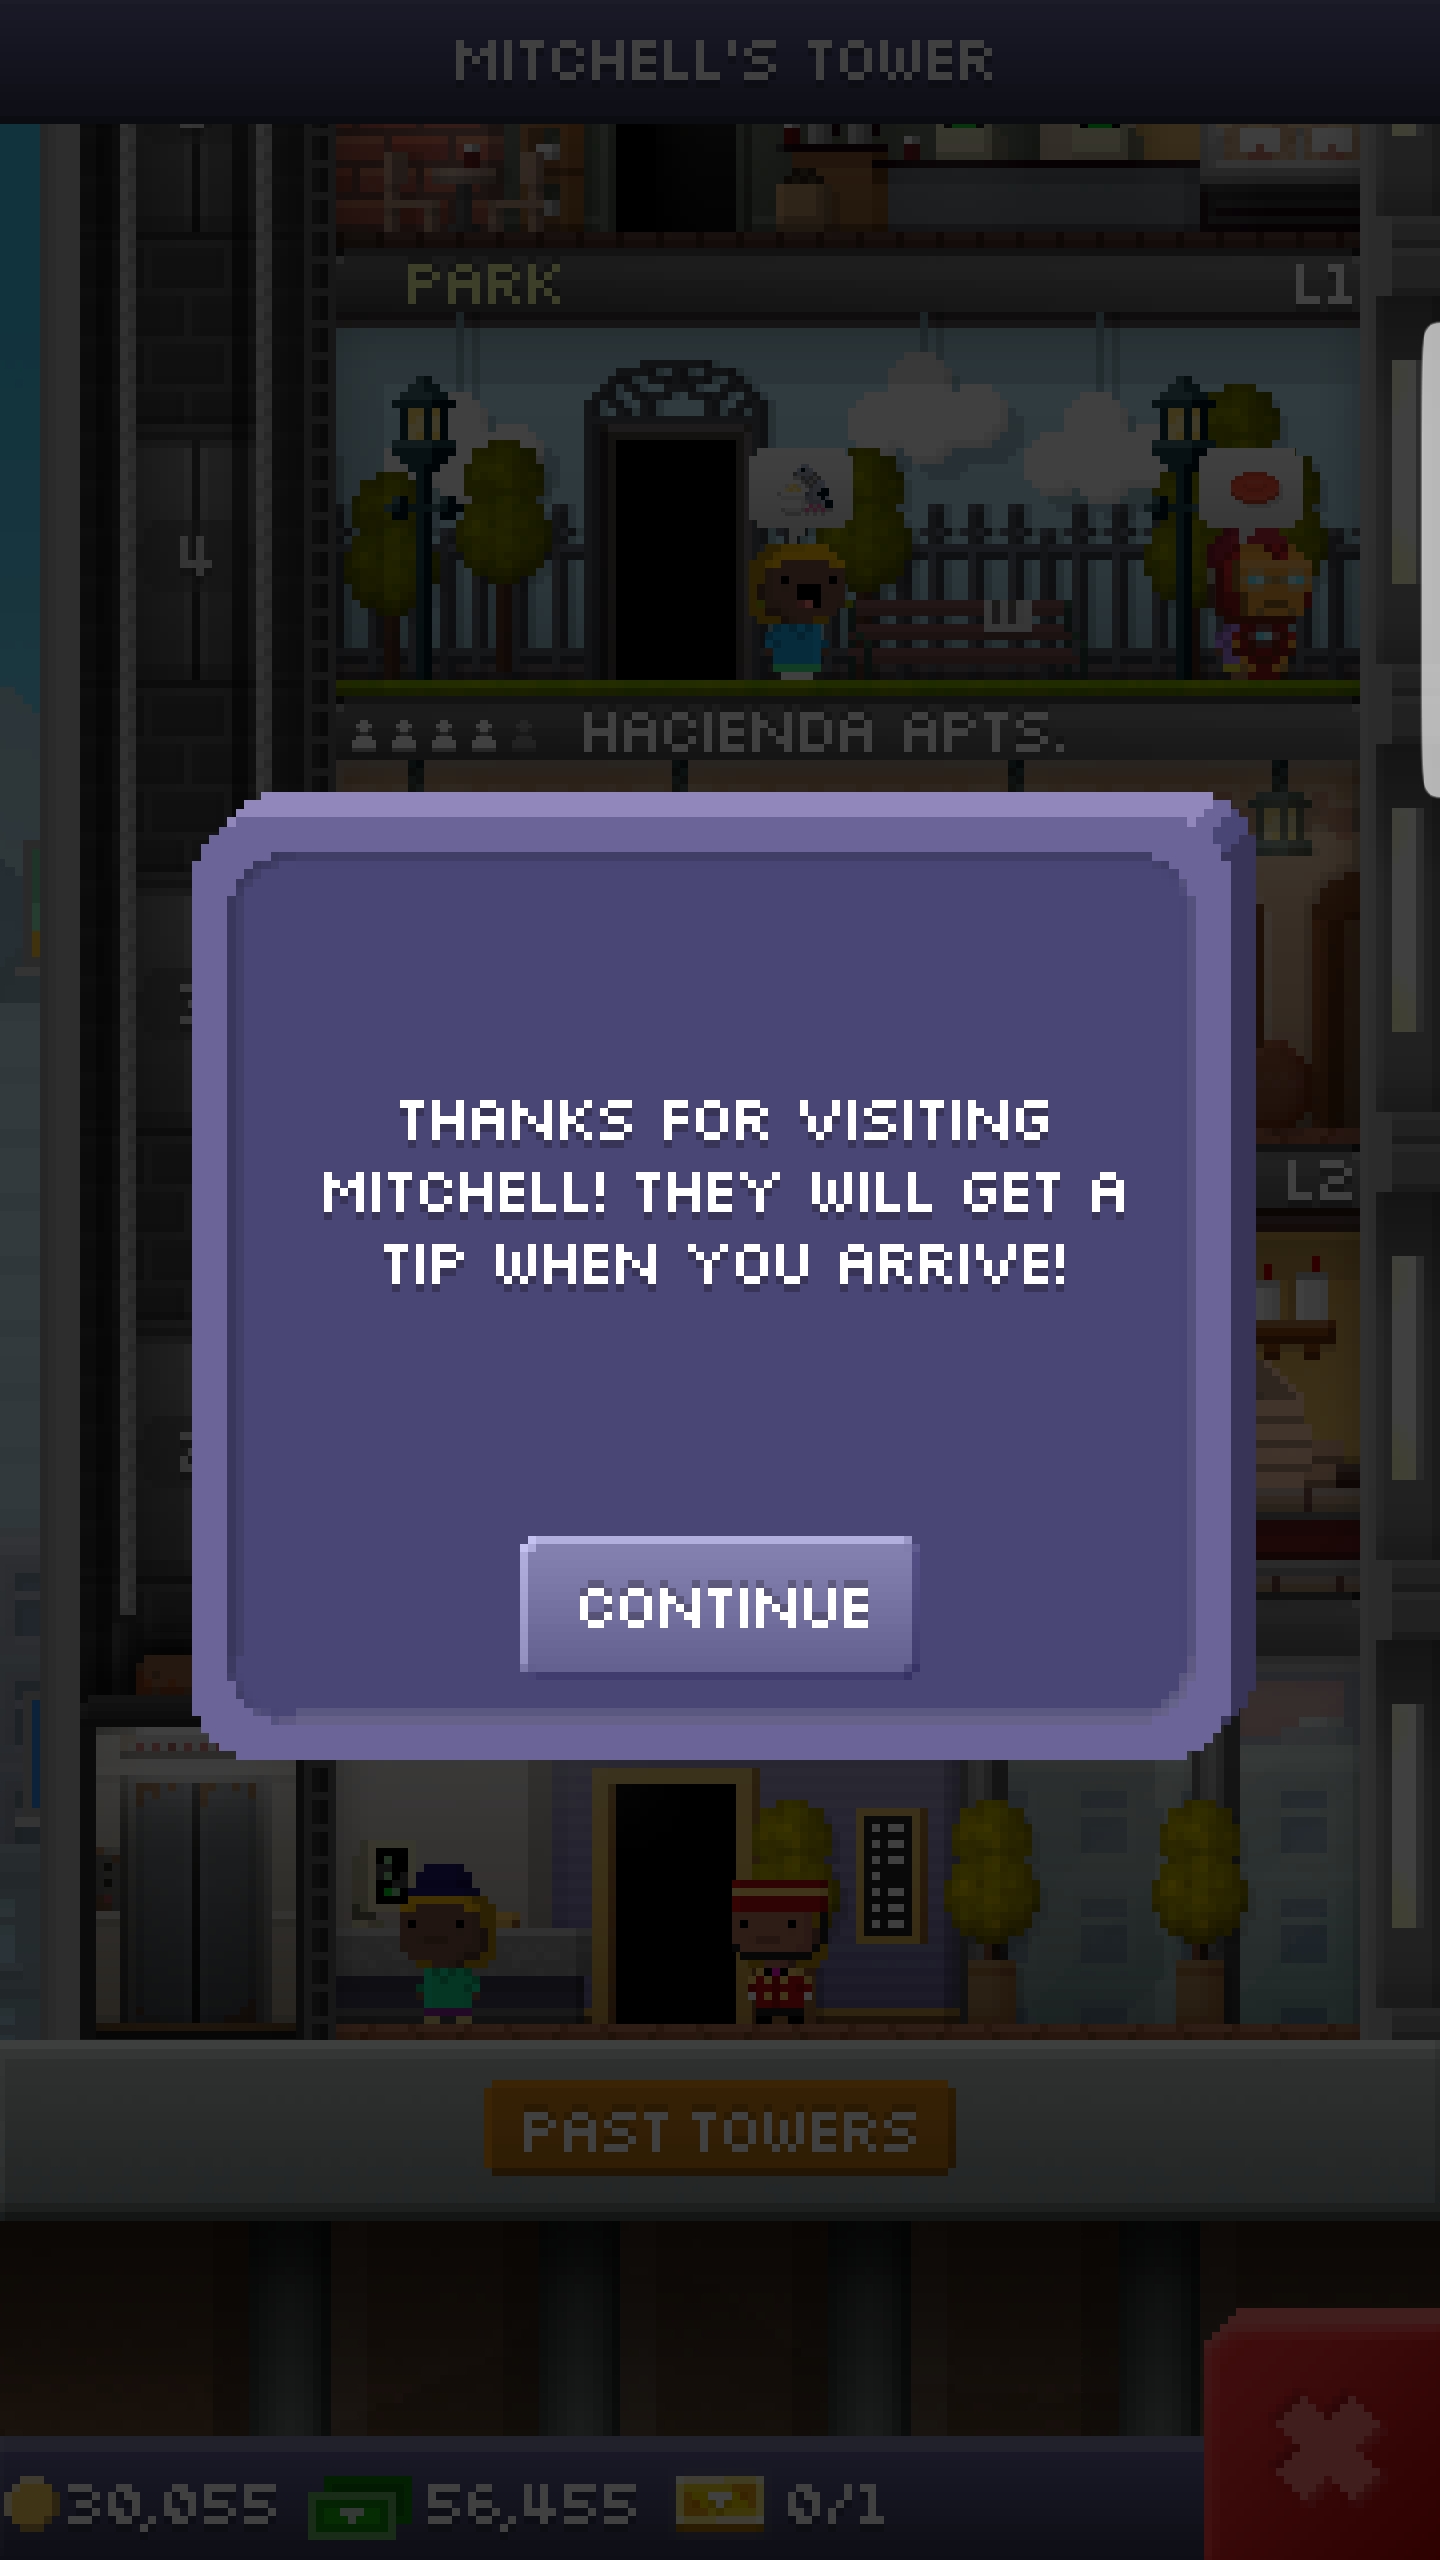 MITCHELL'S TOWER
PARK
L1
4
HACIENDA APTS.
THANKS FOR VISITING
MITCHELL! THEY WILL GET A
TIP WHEN YOU ARRIVE!
L2
CONTINUE
PAST TOWERS
30,055
56,455
0/1